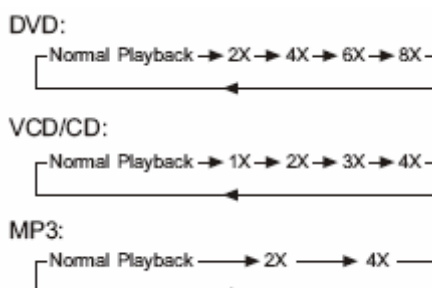 DVD:
Normal Playback → 2X → 4X → 6X → 8X
VCD/CD:
Normal Playback → 1X → 2X → 3X → 4X
MP3:
Normal Playback → 2X → 4X